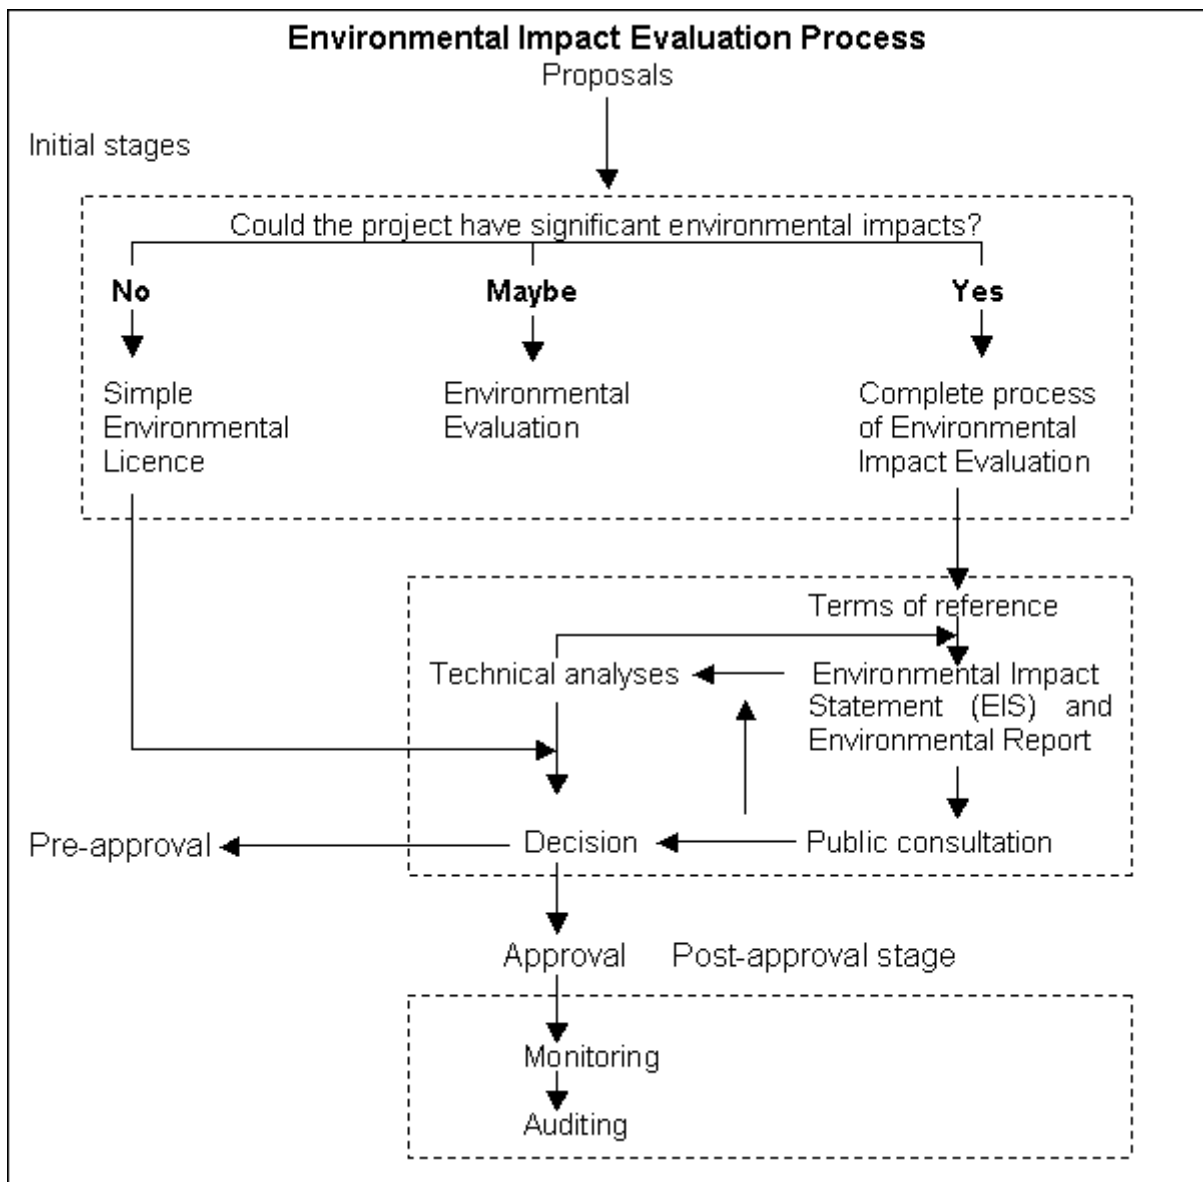 Environmental Impact Evaluation Process
Proposals
Initial stages
Could the project have significant environmental impacts?
No
Maybe
Yes
Simple
Environmental
Licence
Environmental
Evaluation
Complete process
of Environmental
Impact Evaluation
Terms of reference
Technical analyses
Environmental Impact
Statement (EIS) and
Environmental Report
Pre-approval
Decision
Public consultation
Approval
Post-approval stage
Monitoring
Auditing